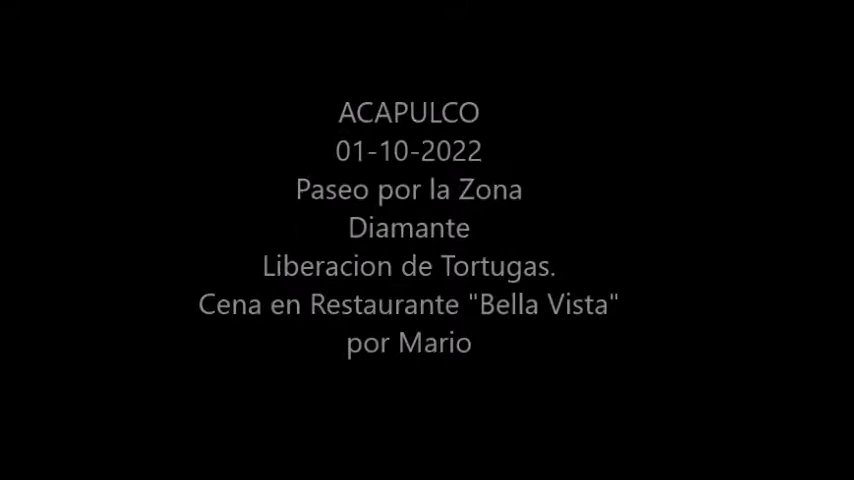 ACAPULCO
01-10-2022
Paseo por la Zona
Diamante
Liberacion de Tortugas.
Cena en Restaurante "Bella Vista"
por Mario